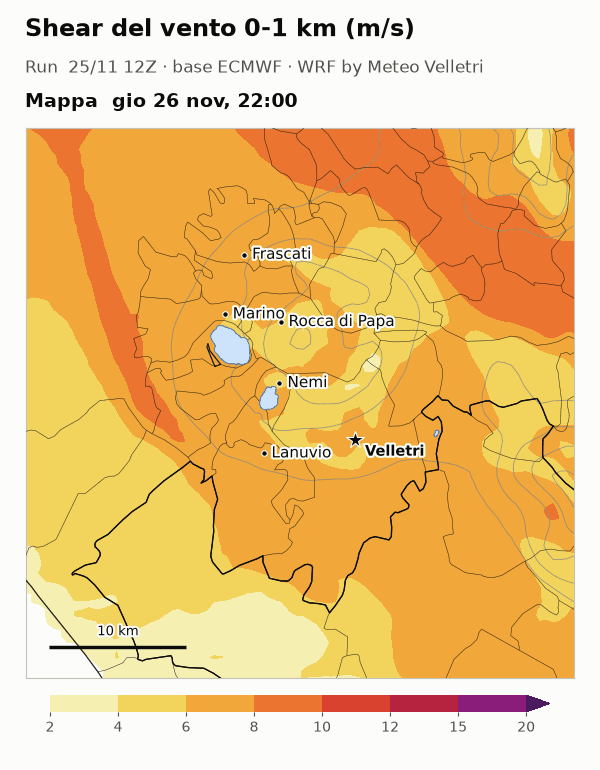 Shear del vento 0-1 km (m/s)
Run  25/11 12Z · base ECMWF · WRF by Meteo Velletri
Mappa  gio 26 nov, 22:00
Frascati
Marino
Rocca di Papa
Nemi
Velletri
Lanuvio
10 km
2 4 6 8 10 12 15 20